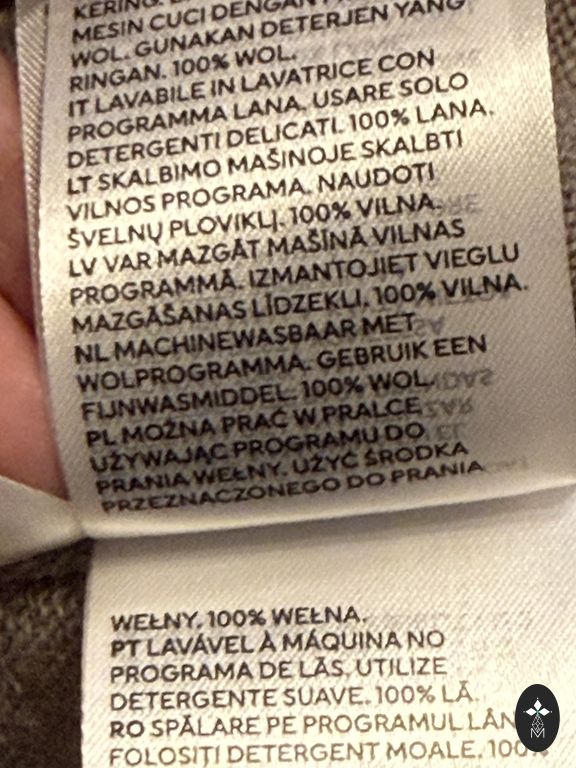 KERING.
MESIN CUCI DENGAN
WOL. GUNAKAN DETERJEN YANG
RINGAN. 100% WOL.
IT LAVABILE IN LAVATRICE CON
PROGRAMMA LANA. USARE SOLO
DETERGENTI DELICATI. 100% LANA.
LT SKALBIMO MAŠINOJE SKALBTI
VILNOS PROGRAMA. NAUDOTI
ŠVELNŲ PLOVIKLĮ. 100% VILNA.
LV VAR MAZGĀT MAŠĪNĀ VILNAS
PROGRAMMĀ. IZMANTOJIET VIEGLU
MAZGĀŠANAS LĪDZEKLI. 100% VILNA.
NL MACHINEWASBAAR MET
WOLPROGRAMMA. GEBRUIK EEN
FIJNWASMIDDEL. 100% WOL.
PL MOŻNA PRAĆ W PRALCE
UŻYWAJĄC PROGRAMU DO
PRANIA WEŁNY. UŻYĆ ŚRODKA
PRZEZNACZONEGO DO PRANIA
WEŁNY. 100% WEŁNA.
PT LAVÁVEL À MÁQUINA NO
PROGRAMA DE LÃS. UTILIZE
DETERGENTE SUAVE. 100% LÃ.
RO SPĂLARE PE PROGRAMUL LÂN
FOLOSIȚI DETERGENT MOALE. 100%
M